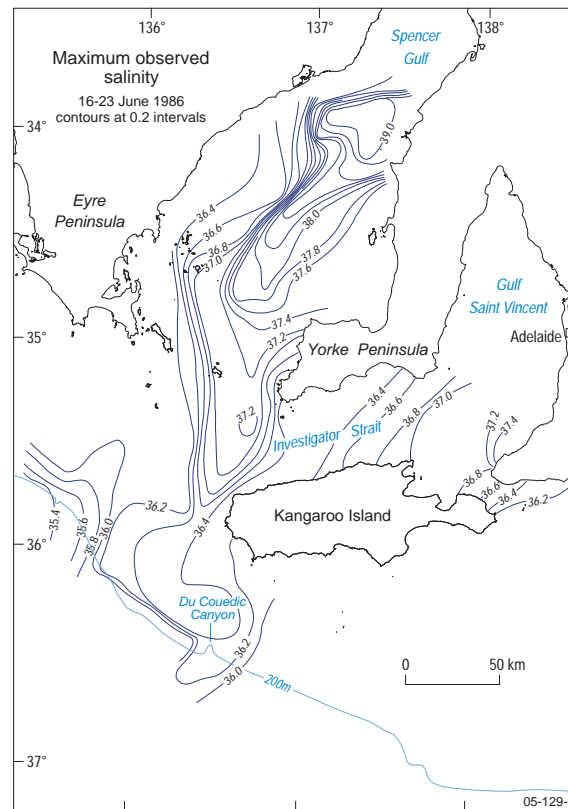 136°
137°
138°
Maximum observed
salinity
16-23 June 1986
contours at 0.2 intervals
Spencer
Gulf
34°
39.0
Eyre
Peninsula
36.4
36.6
36.8
37.0
38.0
37.8
37.6
Gulf
Saint Vincent
Adelaide
35°
37.4
37.2
Yorke Peninsula
37.2
36.4
36.6
36.8
37.0
Investigator Strait
37.2
37.4
36.8
36.6
36.4
36.2
35.4
35.6
35.8
36.0
36.2
36.4
Kangaroo Island
36°
Du Couedic
Canyon
36.2
36.0
200m
0
50 km
37°
05-129-